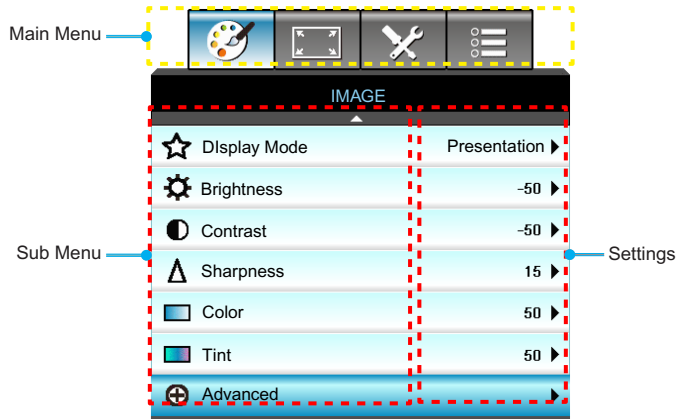 Main Menu
IMAGE
DIsplay Mode Presentation
Brightness -50
Contrast -50
Sub Menu
Settings
Sharpness 15
Color 50
Tint 50
Advanced